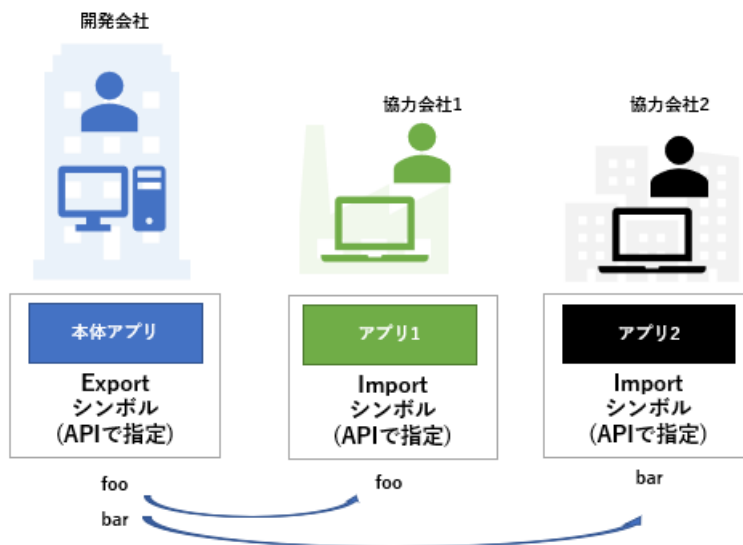 開発会社
協力会社1
協力会社2
本体アプリ
アプリ1
アプリ2
Export
シンボル
(APIで指定)
Import
シンボル
(APIで指定)
Import
シンボル
(APIで指定)
foo
bar
foo
bar